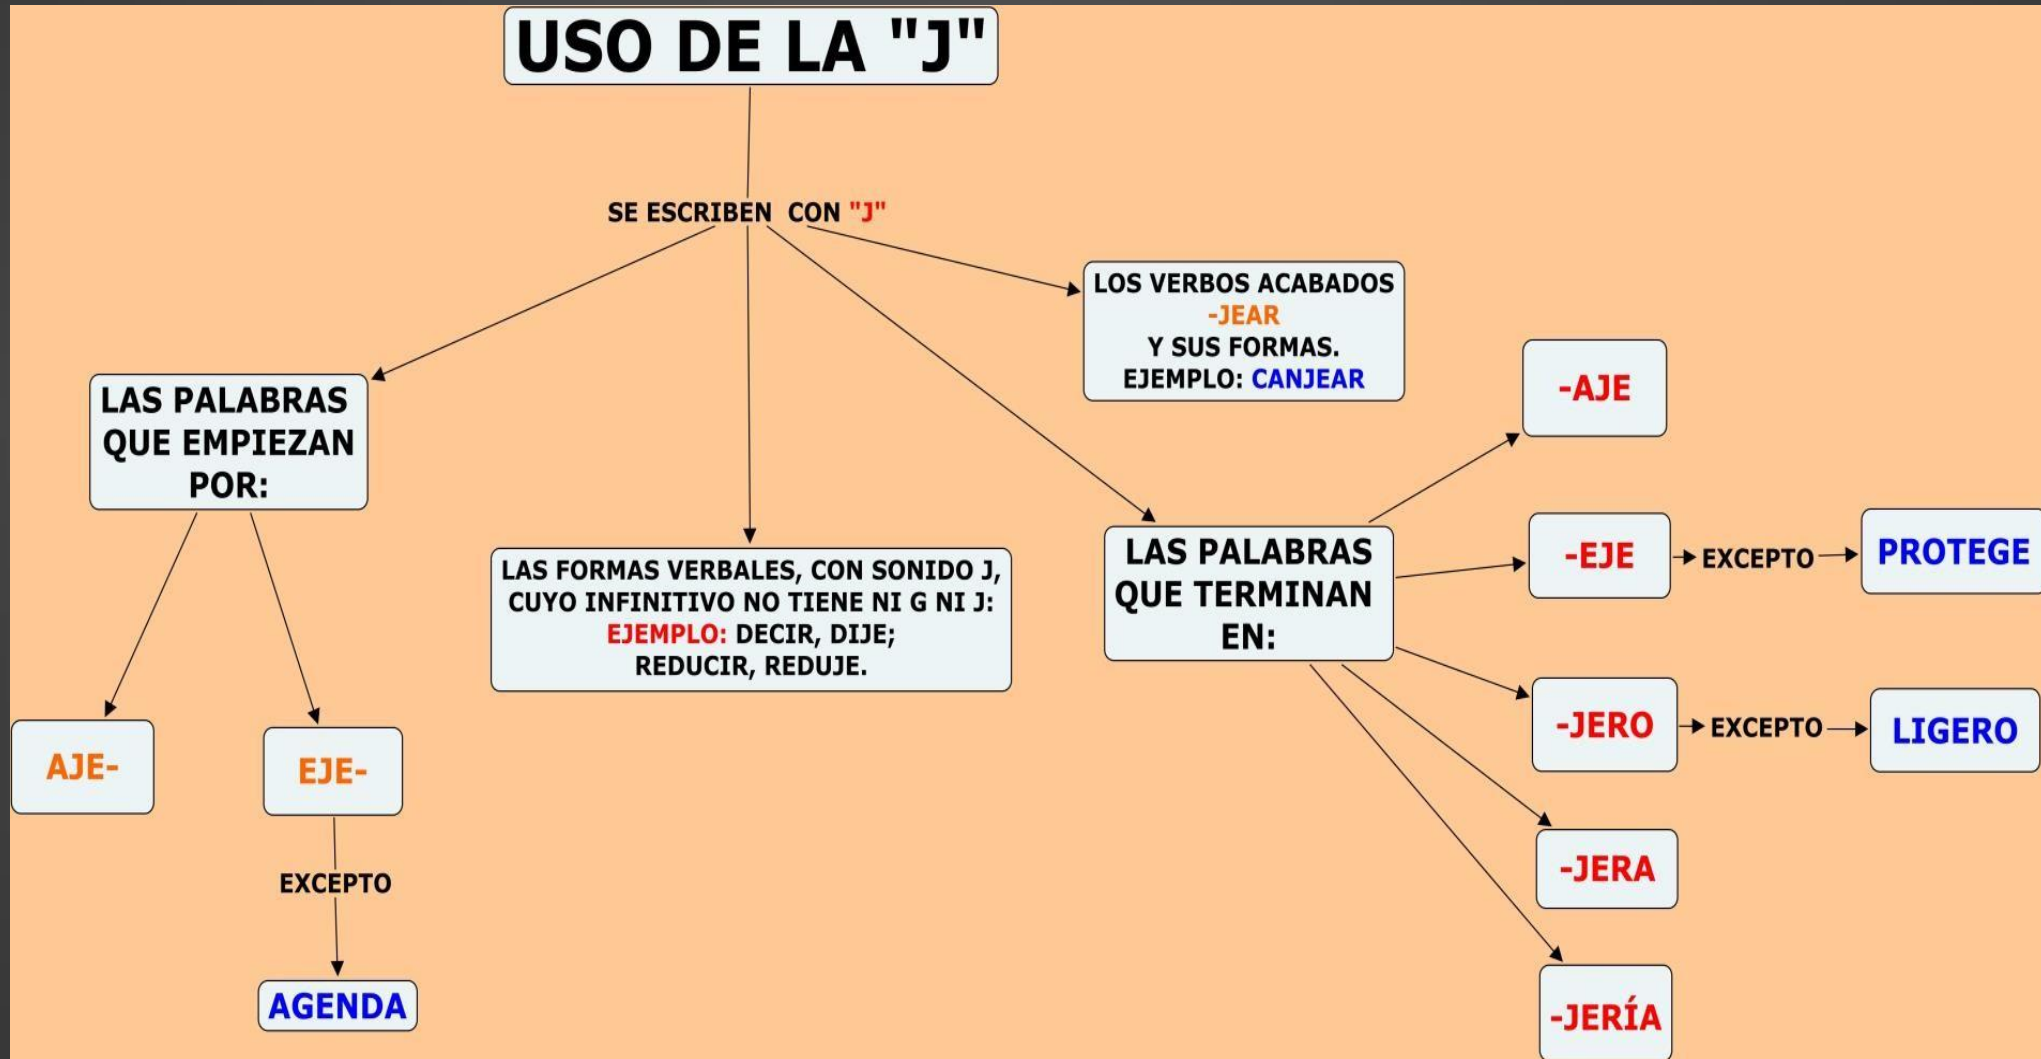 USO DE LA "J"
SE ESCRIBEN CON "J"
LAS PALABRAS
QUE EMPIEZAN
POR:
AJE-
EJE-
EXCEPTO
AGENDA
LAS FORMAS VERBALES, CON SONIDO J,
CUYO INFINITIVO NO TIENE NI G NI J:
EJEMPLO: DECIR, DIJE;
REDUCIR, REDUJE.
LOS VERBOS ACABADOS
-JEAR
Y SUS FORMAS.
EJEMPLO: CANJEAR
LAS PALABRAS
QUE TERMINAN
EN:
-AJE
-EJE
EXCEPTO
PROTEGE
-JERO
EXCEPTO
LIGERO
-JERA
-JERÍA